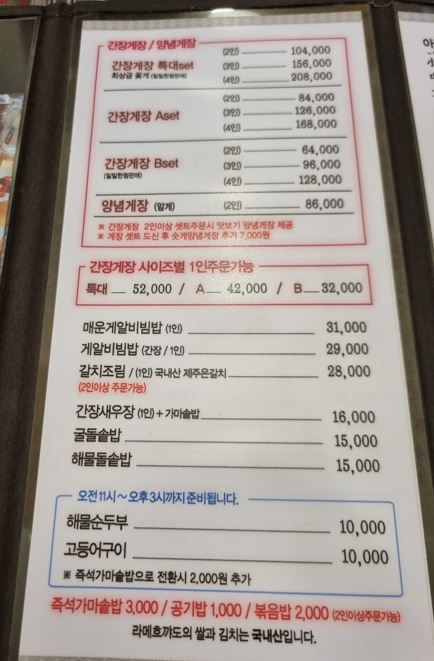 간장게장 / 양념게장
간장게장 특대set (2인) 104,000
최상급 꽃게 (일일한정판매) (3인) 156,000
(4인) 208,000
간장게장 Aset (2인) 84,000
(3인) 126,000
(4인) 168,000
간장게장 Bset (2인) 64,000
(일일한정판매) (3인) 96,000
(4인) 128,000
양념게장 (암게) (2인) 86,000
※ 간장게장 2인이상 셋트주문시 맛보기 양념게장 제공
※ 게장 셋트 드신 후 숫게양념게장 추가 7,000원
간장게장 사이즈별 1인주문가능
특대 52,000 / A 42,000 / B 32,000
매운게알비빔밥 (1인) 31,000
게알비빔밥 (간장 / 1인) 29,000
갈치조림 / (1인) 국내산 제주은갈치 28,000
(2인이상 주문가능)
간장새우장 (1인) + 가마솥밥 16,000
굴돌솥밥 15,000
해물돌솥밥 15,000
오전11시~오후3시까지 준비됩니다.
해물순두부 10,000
고등어구이 10,000
※ 즉석가마솥밥으로 전환시 2,000원 추가
즉석가마솥밥 3,000 / 공기밥 1,000 / 볶음밥 2,000 (2인이상주문가능)
라메흐꺄도의 쌀과 김치는 국내산입니다.